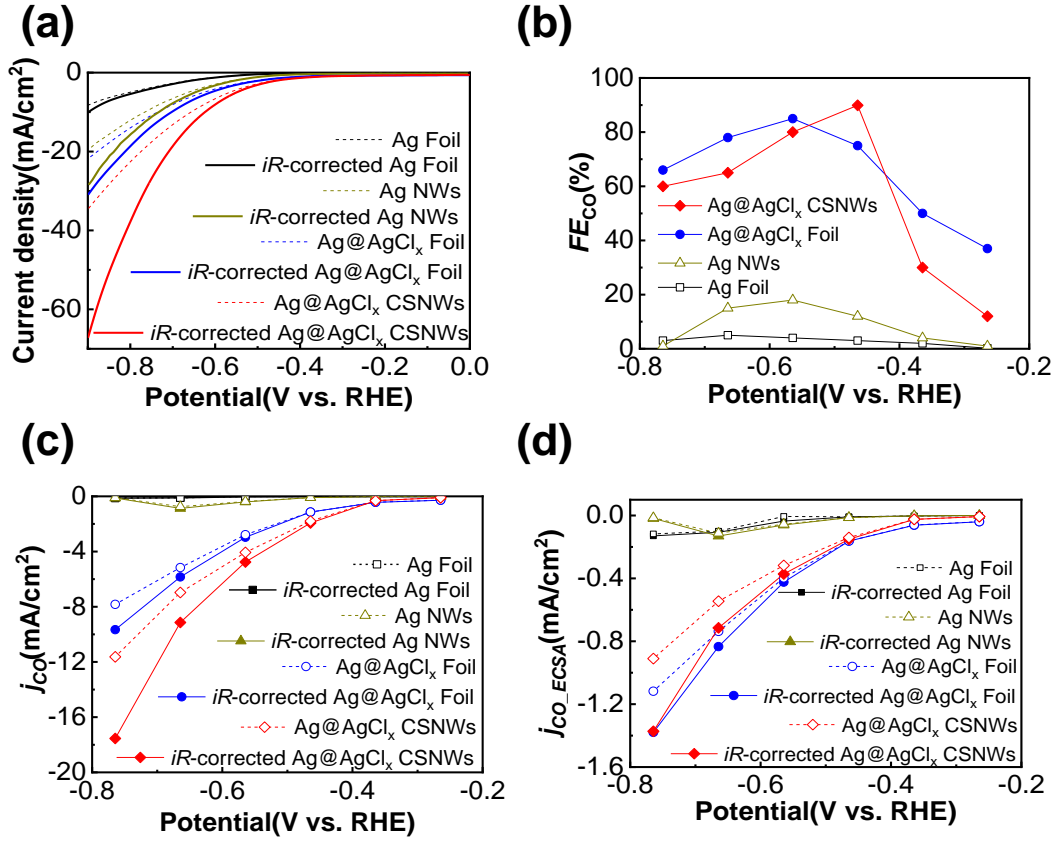 (a)
0
-20
-40
-60
-0.8
-0.6
-0.4
-0.2
0.0
Current density(mA/cm²)
Potential(V vs. RHE)
Ag Foil
iR-corrected Ag Foil
Ag NWs
iR-corrected Ag NWs
Ag@AgClₓ Foil
iR-corrected Ag@AgClₓ Foil
Ag@AgClₓ CSNWs
iR-corrected Ag@AgClₓ CSNWs
(b)
100
80
60
40
20
0
-0.8
-0.6
-0.4
-0.2
FE_CO(%)
Potential(V vs. RHE)
Ag@AgClₓ CSNWs
Ag@AgClₓ Foil
Ag NWs
Ag Foil
(c)
0
-4
-8
-12
-16
-20
-0.8
-0.6
-0.4
-0.2
j_CO(mA/cm²)
Potential(V vs. RHE)
Ag Foil
iR-corrected Ag Foil
Ag NWs
iR-corrected Ag NWs
Ag@AgClₓ Foil
iR-corrected Ag@AgClₓ Foil
Ag@AgClₓ CSNWs
iR-corrected Ag@AgClₓ CSNWs
(d)
0.0
-0.4
-0.8
-1.2
-1.6
-0.8
-0.6
-0.4
-0.2
j_CO_ECSA(mA/cm²)
Potential(V vs. RHE)
Ag Foil
iR-corrected Ag Foil
Ag NWs
iR-corrected Ag NWs
Ag@AgClₓ Foil
iR-corrected Ag@AgClₓ Foil
Ag@AgClₓ CSNWs
iR-corrected Ag@AgClₓ CSNWs